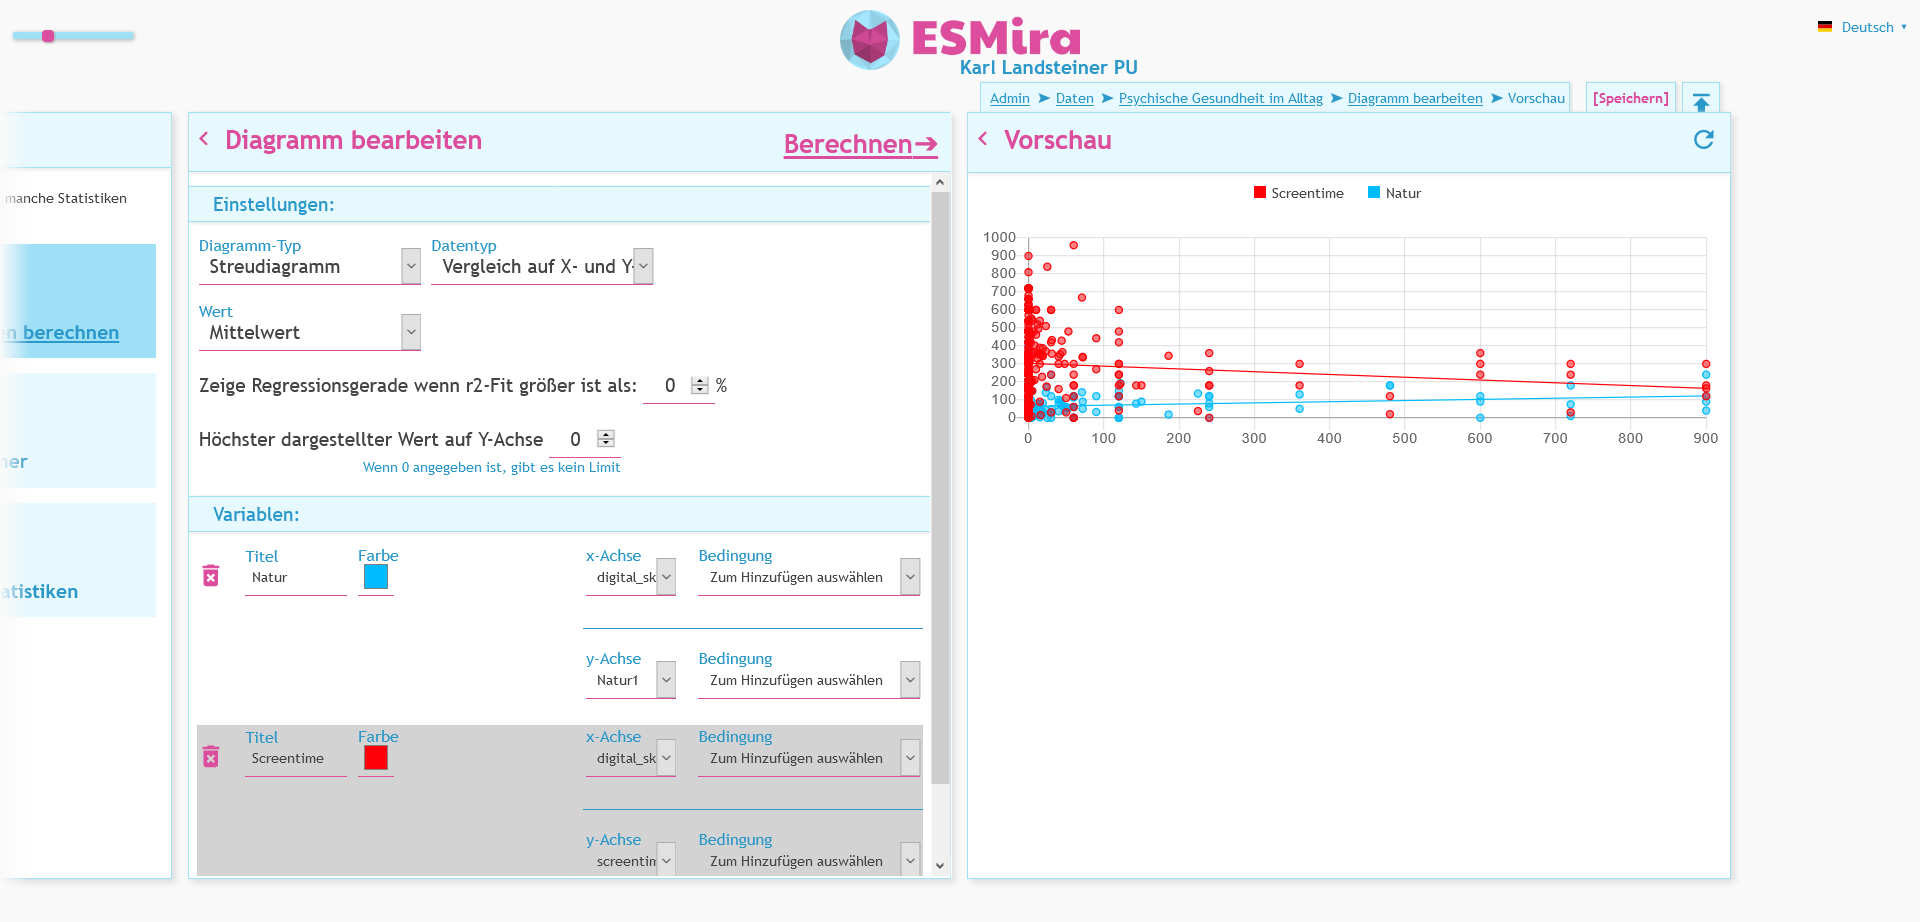 ESMira
Karl Landsteiner PU
Deutsch ▾
Admin ➤ Daten ➤ Psychische Gesundheit im Alltag ➤ Diagramm bearbeiten ➤ Vorschau
[Speichern]
manche Statistiken
berechnen
Diagramm bearbeiten
Berechnen➔
Einstellungen:
Diagramm-Typ
Datentyp
Streudiagramm
Vergleich auf X- und Y-
Wert
Mittelwert
Zeige Regressionsgerade wenn r2-Fit größer ist als: 0 %
Höchster dargestellter Wert auf Y-Achse 0
Wenn 0 angegeben ist, gibt es kein Limit
Variablen:
Titel
Farbe
x-Achse
Bedingung
Natur
digital_sk
Zum Hinzufügen auswählen
y-Achse
Bedingung
Natur1
Zum Hinzufügen auswählen
Titel
Farbe
x-Achse
Bedingung
Screentime
digital_sk
Zum Hinzufügen auswählen
y-Achse
Bedingung
screentim
Zum Hinzufügen auswählen
Vorschau
Screentime
Natur
1000
900
800
700
600
500
400
300
200
100
0
0 100 200 300 400 500 600 700 800 900